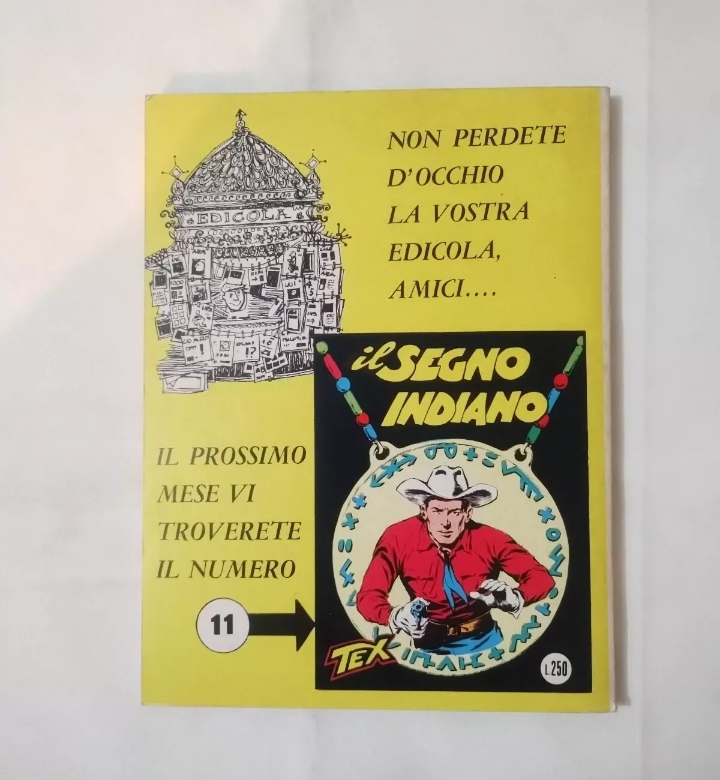 NON PERDETE
D'OCCHIO
LA VOSTRA
EDICOLA,
AMICI....
EDICOLA
il SEGNO
INDIANO
IL PROSSIMO
MESE VI
TROVERETE
IL NUMERO
11
TEX
L.250